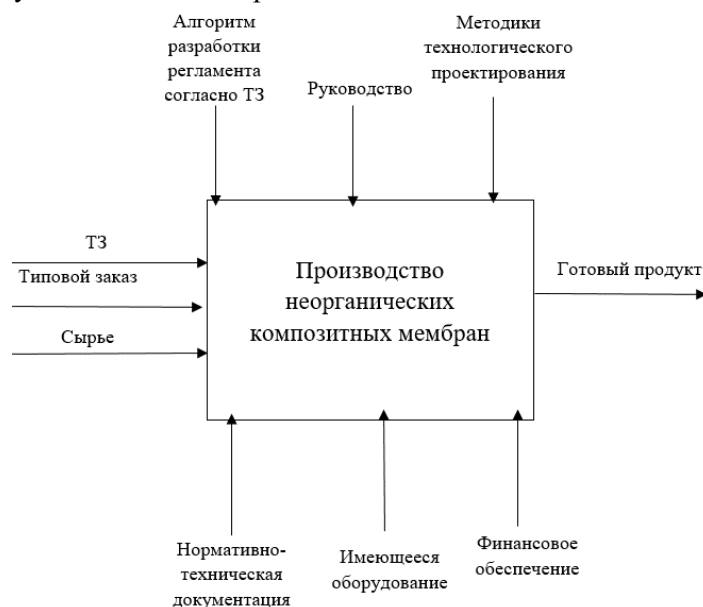 Алгоритм
разработки
регламента
согласно ТЗ
Руководство
Методики
технологического
проектирования
ТЗ
Типовой заказ
Сырье
Производство
неорганических
композитных мембран
Готовый продукт
Нормативно-
техническая
документация
Имеющееся
оборудование
Финансовое
обеспечение